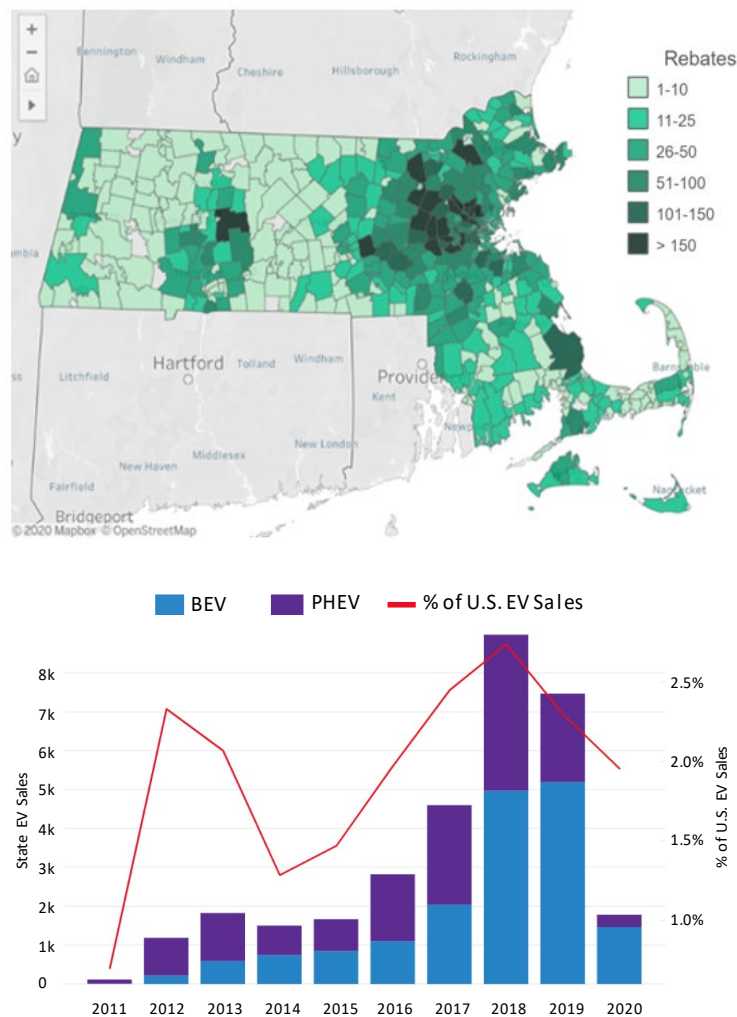 +
−
Bennington
Windham
Cheshire
Hillsborough
Rockingham
Rebates
1-10
11-25
26-50
51-100
101-150
> 150
y
mbia
Hartford
Tolland
Windham
Litchfield
ss
Provider
Kent
Newp
Barnstable
New London
Middlesex
New Haven
Fairfield
Nantucket
Bridgeport
© 2020 Mapbox © OpenStreetMap
BEV PHEV % of U.S. EV Sales
8k
7k
6k
5k
4k
3k
2k
1k
0
State EV Sales
2.5%
2.0%
1.5%
1.0%
% of U.S. EV Sales
2011 2012 2013 2014 2015 2016 2017 2018 2019 2020